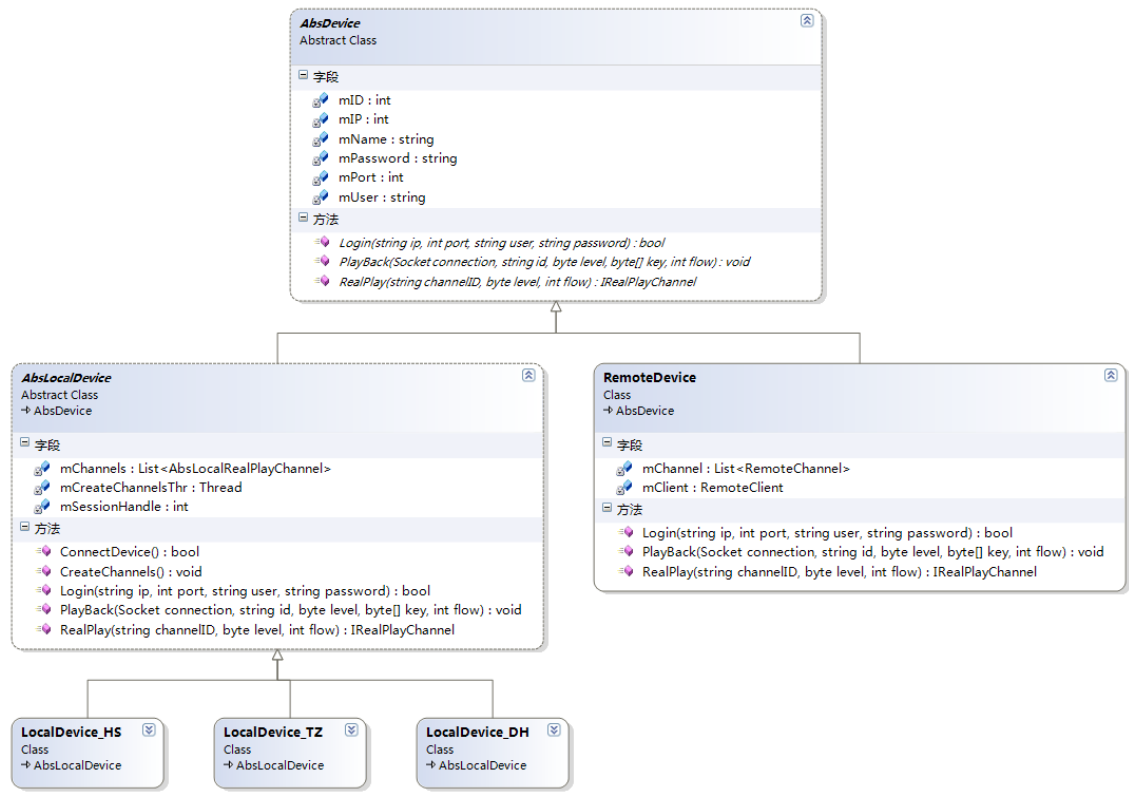 AbsDevice
Abstract Class
字段
mID : int
mIP : int
mName : string
mPassword : string
mPort : int
mUser : string
方法
Login(string ip, int port, string user, string password) : bool
PlayBack(Socket connection, string id, byte level, byte[] key, int flow) : void
RealPlay(string channelID, byte level, int flow) : IRealPlayChannel
AbsLocalDevice
Abstract Class
AbsDevice
字段
mChannels : List<AbsLocalRealPlayChannel>
mCreateChannelsThr : Thread
mSessionHandle : int
方法
ConnectDevice() : bool
CreateChannels() : void
Login(string ip, int port, string user, string password) : bool
PlayBack(Socket connection, string id, byte level, byte[] key, int flow) : void
RealPlay(string channelID, byte level, int flow) : IRealPlayChannel
RemoteDevice
Class
AbsDevice
字段
mChannel : List<RemoteChannel>
mClient : RemoteClient
方法
Login(string ip, int port, string user, string password) : bool
PlayBack(Socket connection, string id, byte level, byte[] key, int flow) : void
RealPlay(string channelID, byte level, int flow) : IRealPlayChannel
LocalDevice_HS
Class
AbsLocalDevice
LocalDevice_TZ
Class
AbsLocalDevice
LocalDevice_DH
Class
AbsLocalDevice